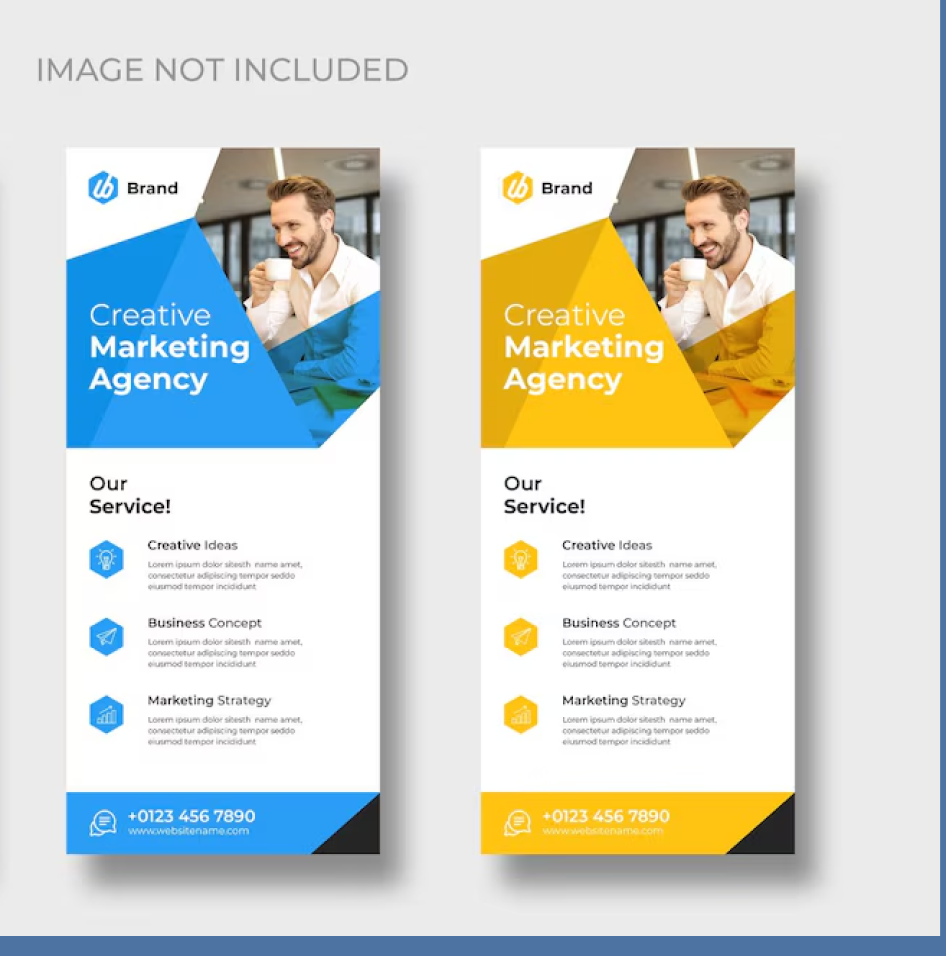 IMAGE NOT INCLUDED
Brand
Creative
Marketing
Agency
Our
Service!
Creative Ideas
Lorem ipsum dolor sitesth name amet,
consectetur adipiscing tempor seddo
eiusmod tempor incididunt
Business Concept
Lorem ipsum dolor sitesth name amet,
consectetur adipiscing tempor seddo
eiusmod tempor incididunt
Marketing Strategy
Lorem ipsum dolor sitesth name amet,
consectetur adipiscing tempor seddo
eiusmod tempor incididunt
+0123 456 7890
www.websitename.com
Brand
Creative
Marketing
Agency
Our
Service!
Creative Ideas
Lorem ipsum dolor sitesth name amet,
consectetur adipiscing tempor seddo
eiusmod tempor incididunt
Business Concept
Lorem ipsum dolor sitesth name amet,
consectetur adipiscing tempor seddo
eiusmod tempor incididunt
Marketing Strategy
Lorem ipsum dolor sitesth name amet,
consectetur adipiscing tempor seddo
eiusmod tempor incididunt
+0123 456 7890
www.websitename.com